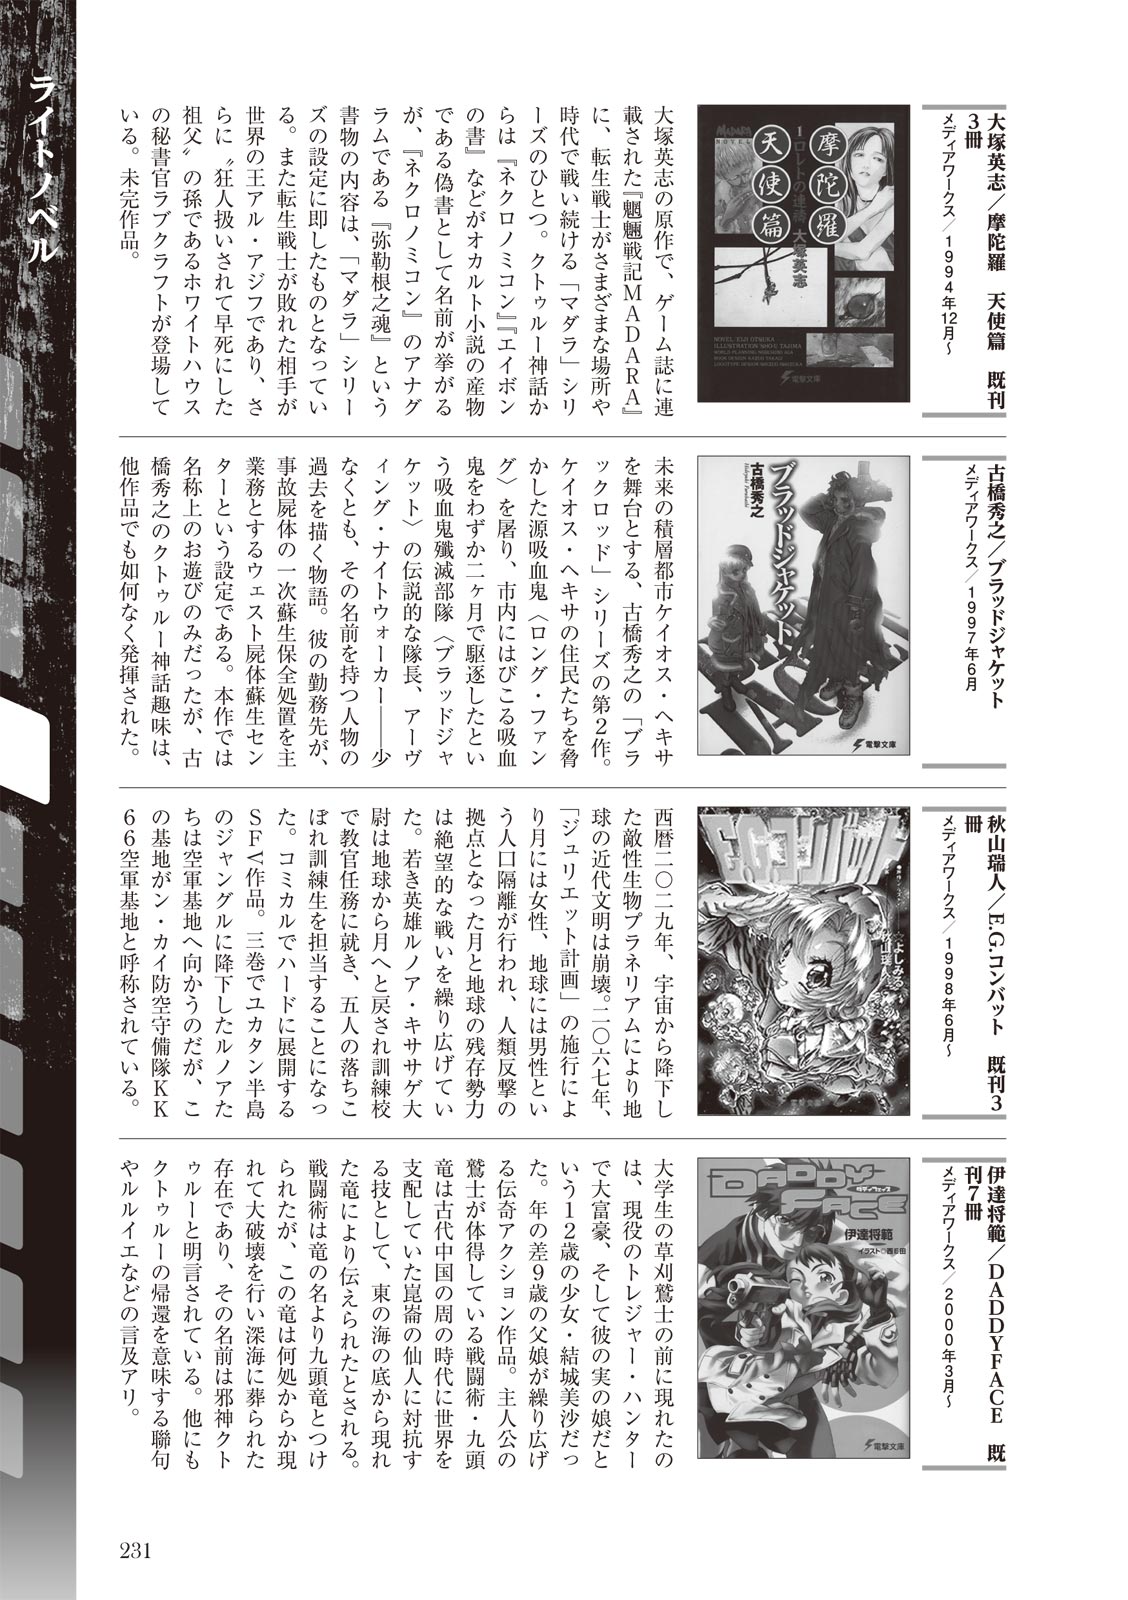 ライトノベル
大塚英志／摩陀羅　天使篇　既刊
3冊
メディアワークス／1994年12月〜
MADARA
NOVEL
1
ロレトの連祷
大塚英志
摩陀羅
天使篇
電撃文庫
大塚英志の原作で、ゲーム誌に連
載された『魍魎戦記MADARA』
に、転生戦士がさまざまな場所や
時代で戦い続ける「マダラ」シリ
ーズのひとつ。クトゥルー神話か
らは『ネクロノミコン』『エイボン
の書』などがオカルト小説の産物
である偽書として名前が挙がる
が、『ネクロノミコン』のアナグ
ラムである『弥勒根之魂』という
書物の内容は、「マダラ」シリー
ズの設定に即したものとなってい
る。また転生戦士が敗れた相手が
世界の王アル・アジフであり、さ
らに〝狂人扱いされて早死にした
祖父〟の孫であるホワイトハウス
の秘書官ラブクラフトが登場して
いる。未完作品。
古橋秀之／ブラッドジャケット
メディアワークス／1997年6月
ブラッドジャケット
古橋秀之
Hideyuki Furuhashi
電撃文庫
未来の積層都市ケイオス・ヘキサ
を舞台とする、古橋秀之の「ブラ
ックロッド」シリーズの第2作。
ケイオス・ヘキサの住民たちを脅
かした源吸血鬼〈ロング・ファン
グ〉を屠り、市内にはびこる吸血
鬼をわずか二ヶ月で駆逐したとい
う吸血鬼殲滅部隊〈ブラッドジャ
ケット〉の伝説的な隊長、アーヴ
ィング・ナイトウォーカー――少
なくとも、その名前を持つ人物の
過去を描く物語。彼の勤務先が、
事故屍体の一次蘇生保全処置を主
業務とするウェスト屍体蘇生セン
ターという設定である。本作では
名称上のお遊びのみだったが、古
橋秀之のクトゥルー神話趣味は、
他作品でも如何なく発揮された。
秋山瑞人／E.G.コンバット　既刊3
冊
メディアワークス／1998年6月〜
E.G.コンバット
☆よしみる
秋山瑞人
電撃文庫
西暦二〇二九年、宇宙から降下し
た敵性生物プラネリアムにより地
球の近代文明は崩壊。二〇六七年、
「ジュリエット計画」の施行によ
り月には女性、地球には男性とい
う人口隔離が行われ、人類反撃の
拠点となった月と地球の残存勢力
は絶望的な戦いを繰り広げてい
た。若き英雄ルノア・キササゲ大
尉は地球から月へと戻され訓練校
で教官任務に就き、五人の落ちこ
ぼれ訓練生を担当することになっ
た。コミカルでハードに展開する
SFV作品。三巻でユカタン半島
のジャングルに降下したルノアた
ちは空軍基地へ向かうのだが、こ
の基地がン・カイ防空守備隊KK
66空軍基地と呼称されている。
伊達将範／DADDYFACE　既
刊7冊
メディアワークス／2000年3月〜
DADDY
FACE
ダディフェイス
伊達将範
イラスト◎西E田
電撃文庫
大学生の草刈鷲士の前に現れたの
は、現役のトレジャー・ハンター
で大富豪、そして彼の実の娘だと
いう12歳の少女・結城美沙だっ
た。年の差9歳の父娘が繰り広げ
る伝奇アクション作品。主人公の
鷲士が体得している戦闘術・九頭
竜は古代中国の周の時代に世界を
支配していた崑崙の仙人に対抗す
る技として、東の海の底から現れ
た竜により伝えられたとされる。
戦闘術は竜の名より九頭竜とつけ
られたが、この竜は何処からか現
れて大破壊を行い深海に葬られた
存在であり、その名前は邪神クト
ゥルーと明言されている。他にも
クトゥルーの帰還を意味する聯句
やルルイエなどの言及アリ。
231